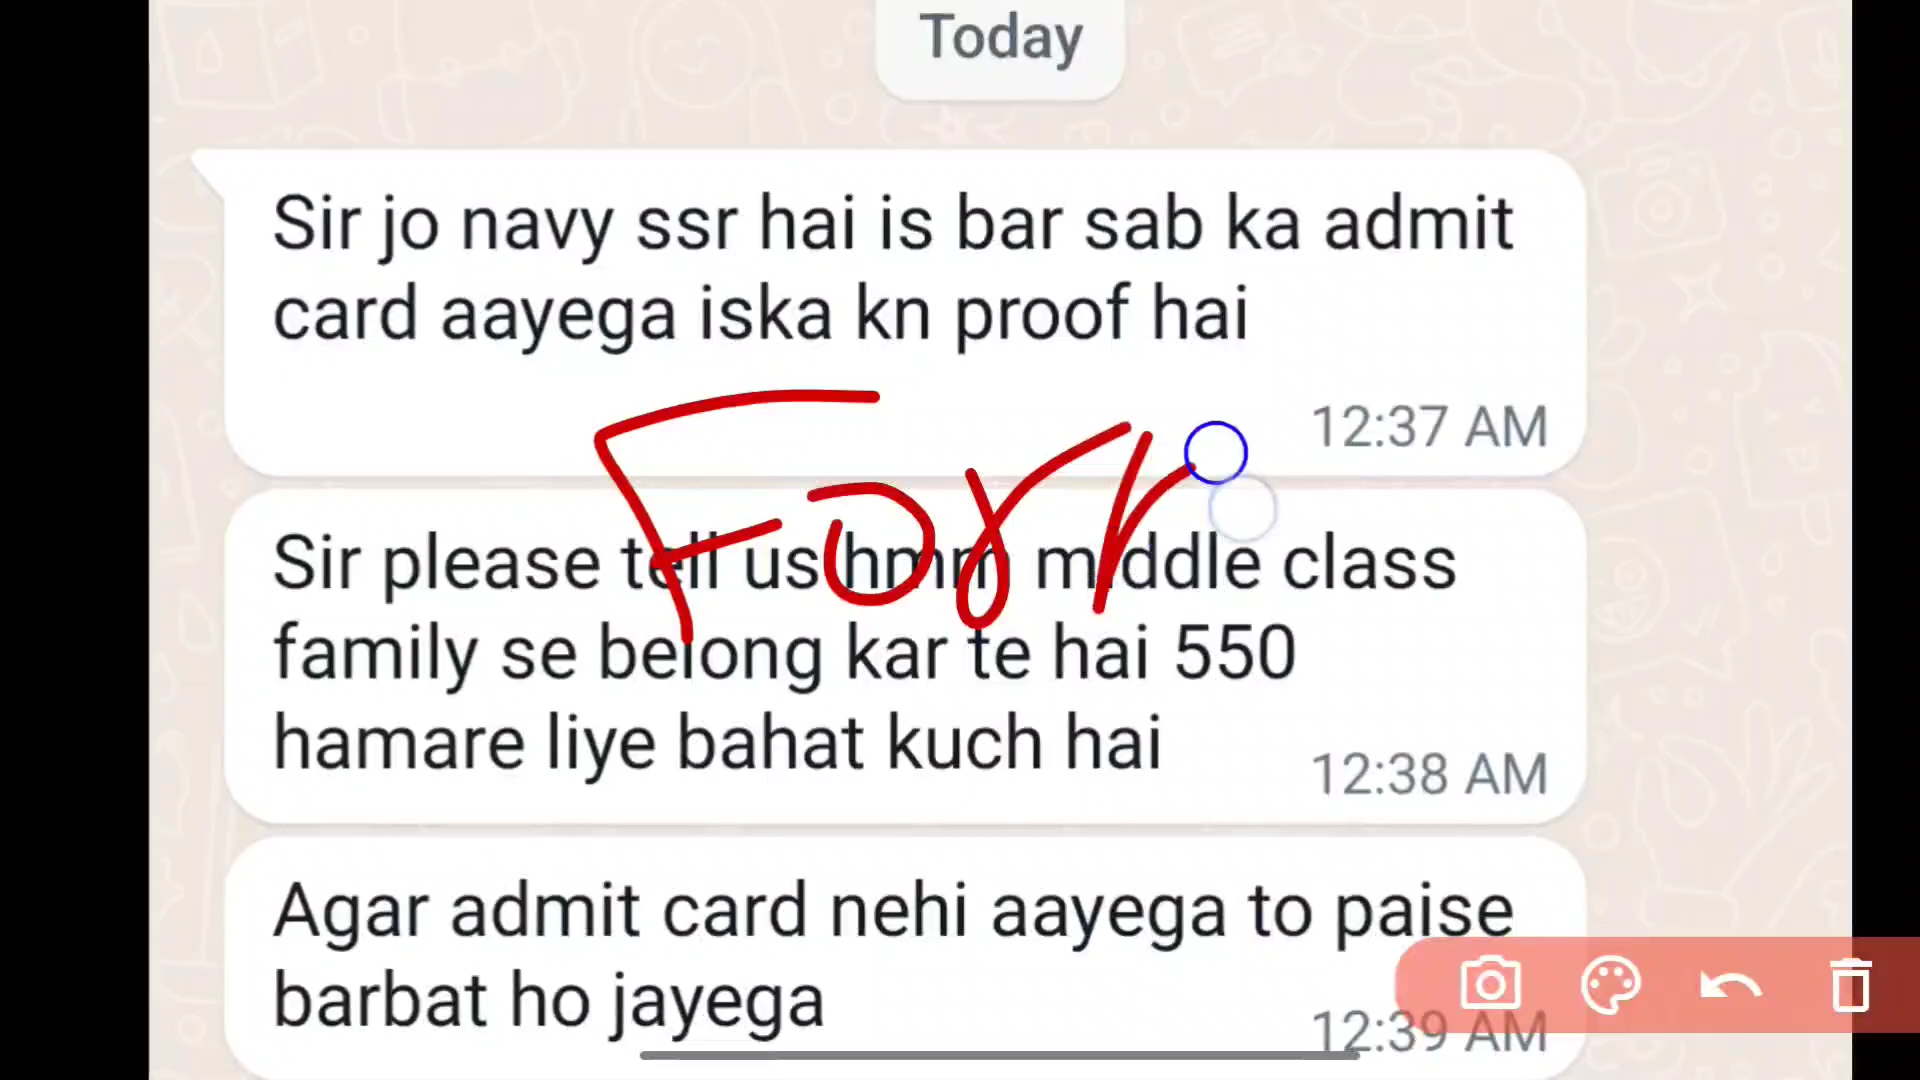 Today
Sir jo navy ssr hai is bar sab ka admit
card aayega iska kn proof hai
12:37 AM
Forr
Sir please tell us hmm middle class
family se belong kar te hai 550
hamare liye bahat kuch hai
12:38 AM
Agar admit card nehi aayega to paise
barbat ho jayega
12:39 AM